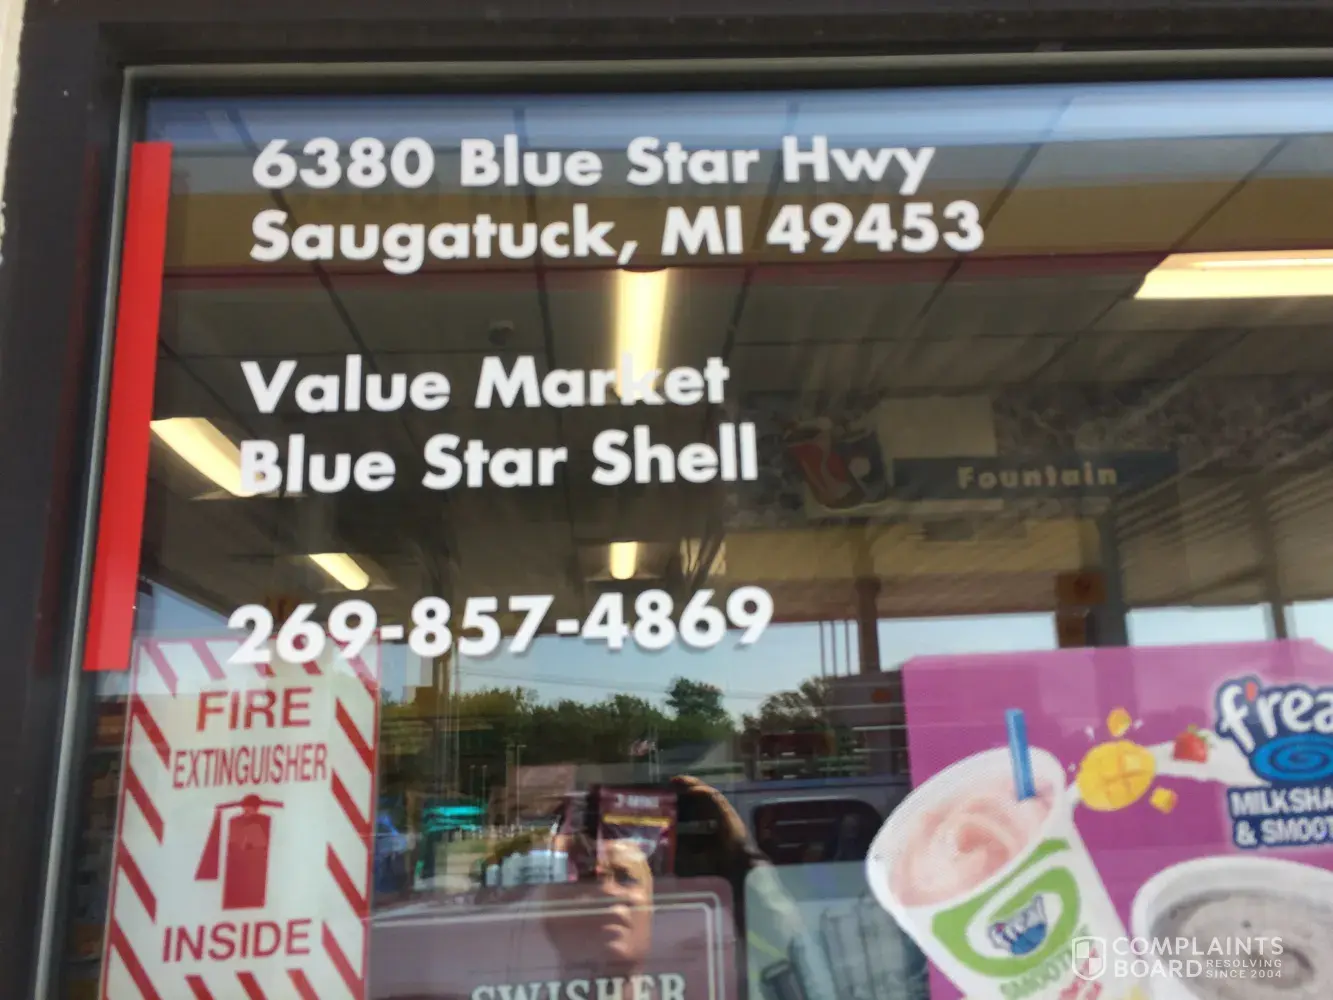 6380 Blue Star Hwy
Saugatuck, MI 49453
Value Market
Blue Star Shell
Fountain
269-857-4869
FIRE
EXTINGUISHER
INSIDE
f'rea
MILKSHA
& SMOOT
SWISHER
COMPLAINTS
BOARD RESOLVING
SINCE 2004